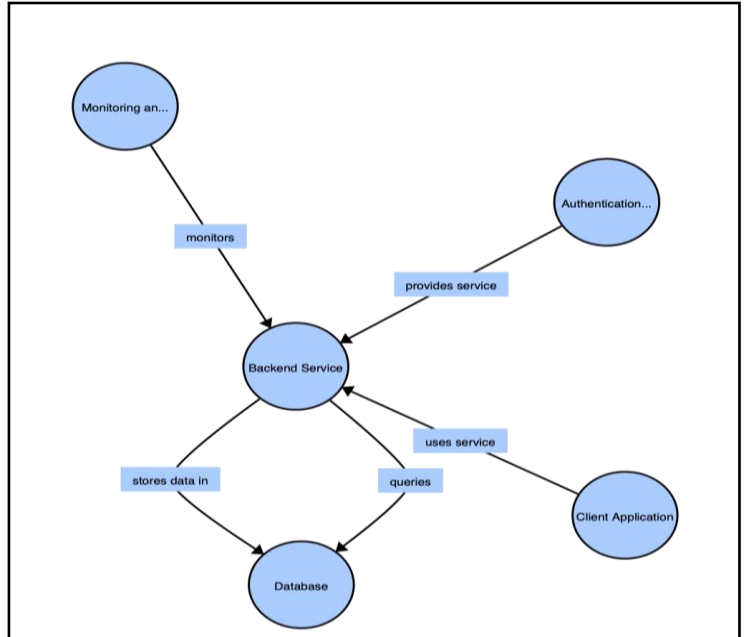 Monitoring an...
Authentication...
monitors
provides service
Backend Service
uses service
stores data in
queries
Client Application
Database